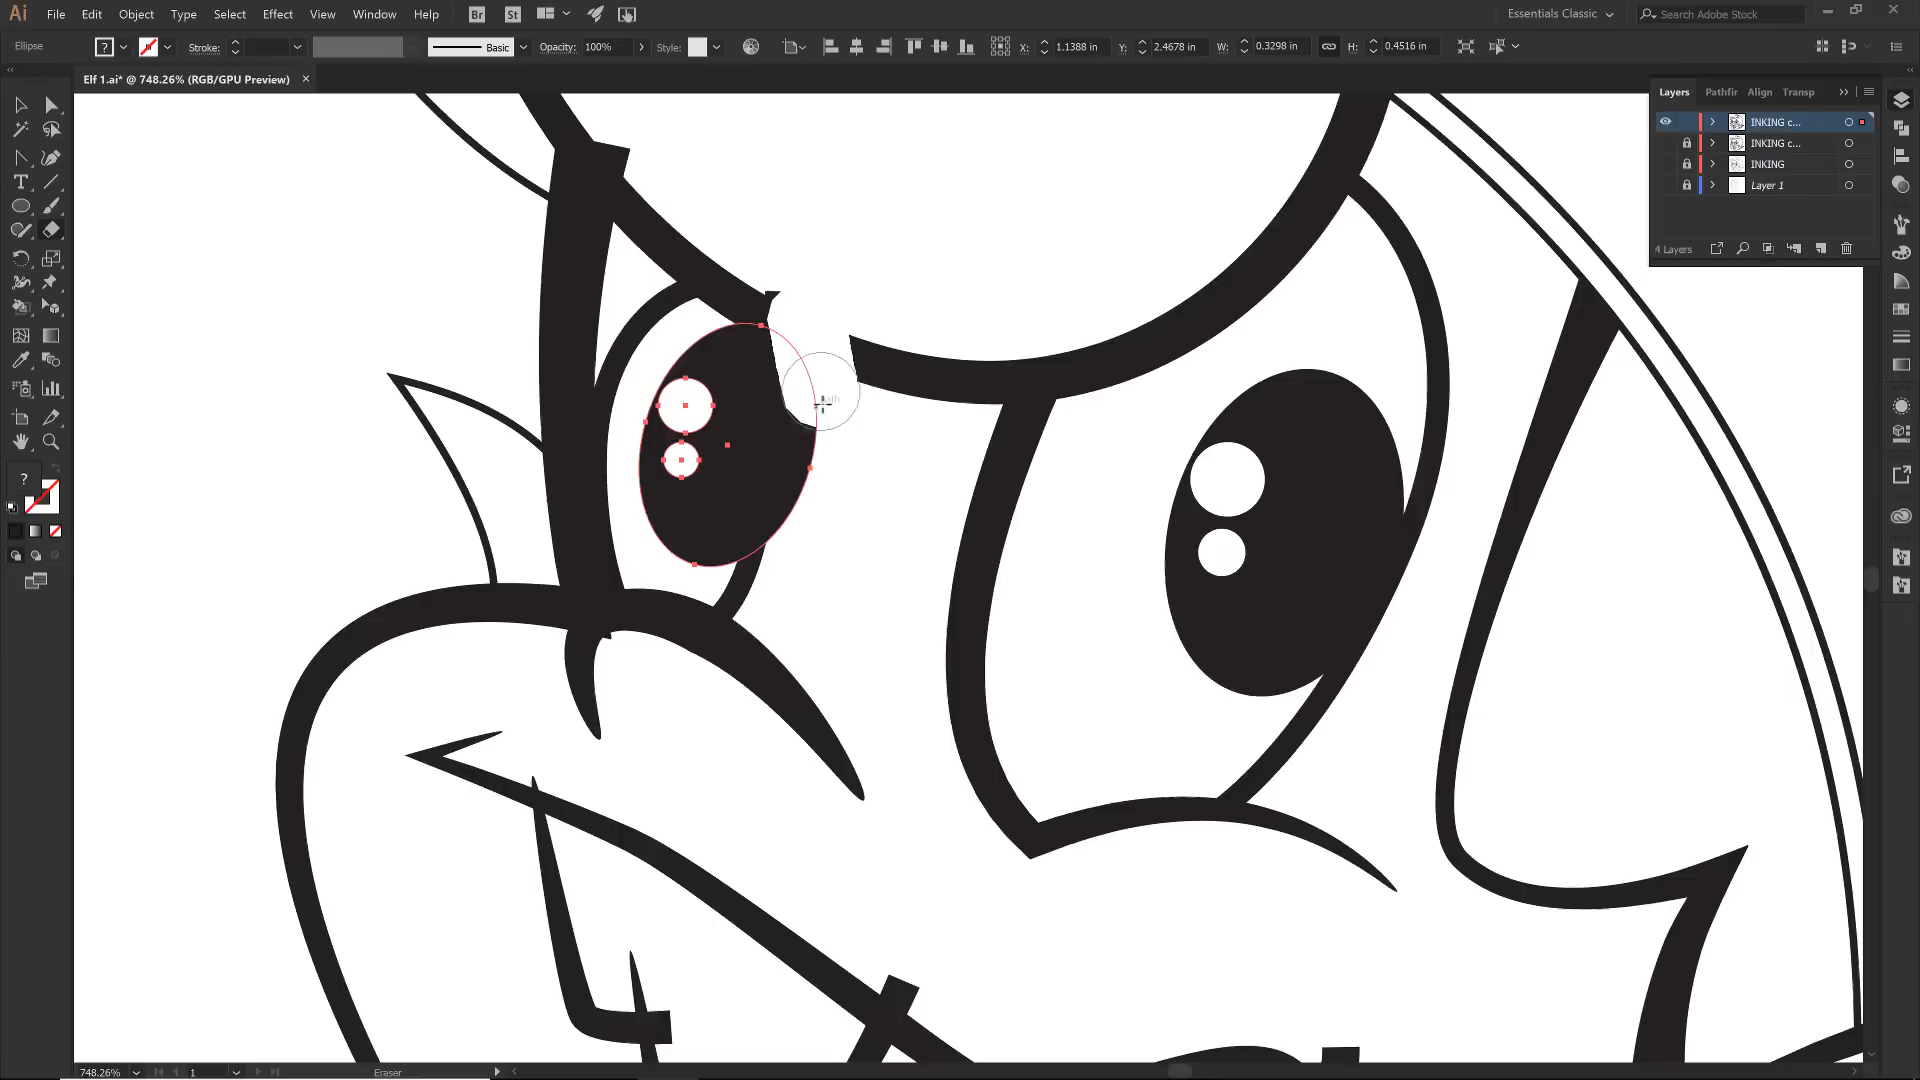 Ai File Edit Object Type Select Effect View Window Help Br St Essentials Classic Search Adobe Stock
Ellipse ? Stroke: Basic Opacity: 100% Style: X: 1.1388 in Y: 2.4678 in W: 0.3298 in H: 0.4516 in
Elf 1.ai* @ 748.26% (RGB/GPU Preview)
Layers Pathfir Align Transp
INKING c...
INKING c...
INKING
Layer 1
4 Layers
?
748.26% 1 Eraser